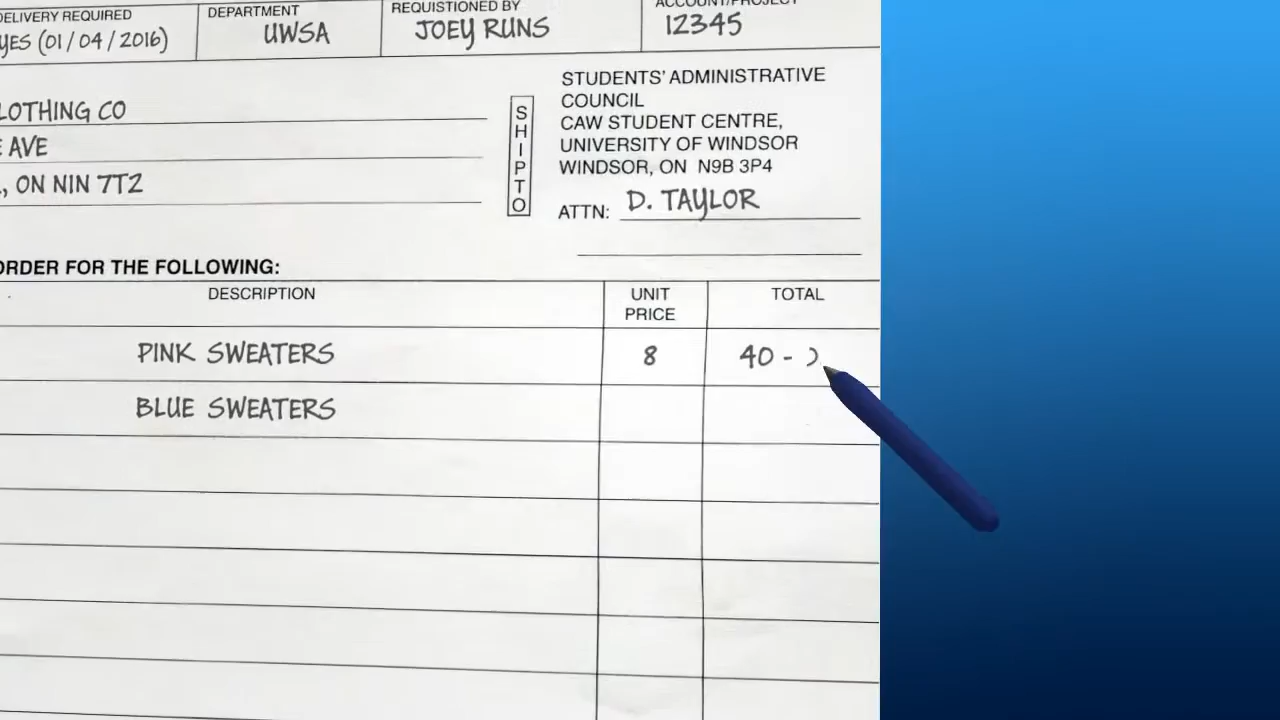 DELIVERY REQUIRED
YES (01/04/2016)
DEPARTMENT
UWSA
REQUISTIONED BY
JOEY RUNS
ACCOUNT/PROJECT
12345
LOTHING CO
E AVE
, ON NIN 7T2
SHIP TO
STUDENTS' ADMINISTRATIVE
COUNCIL
CAW STUDENT CENTRE,
UNIVERSITY OF WINDSOR
WINDSOR, ON N9B 3P4
ATTN: D. TAYLOR
ORDER FOR THE FOLLOWING:
DESCRIPTION
UNIT
PRICE
TOTAL
PINK SWEATERS 8 40 -
BLUE SWEATERS